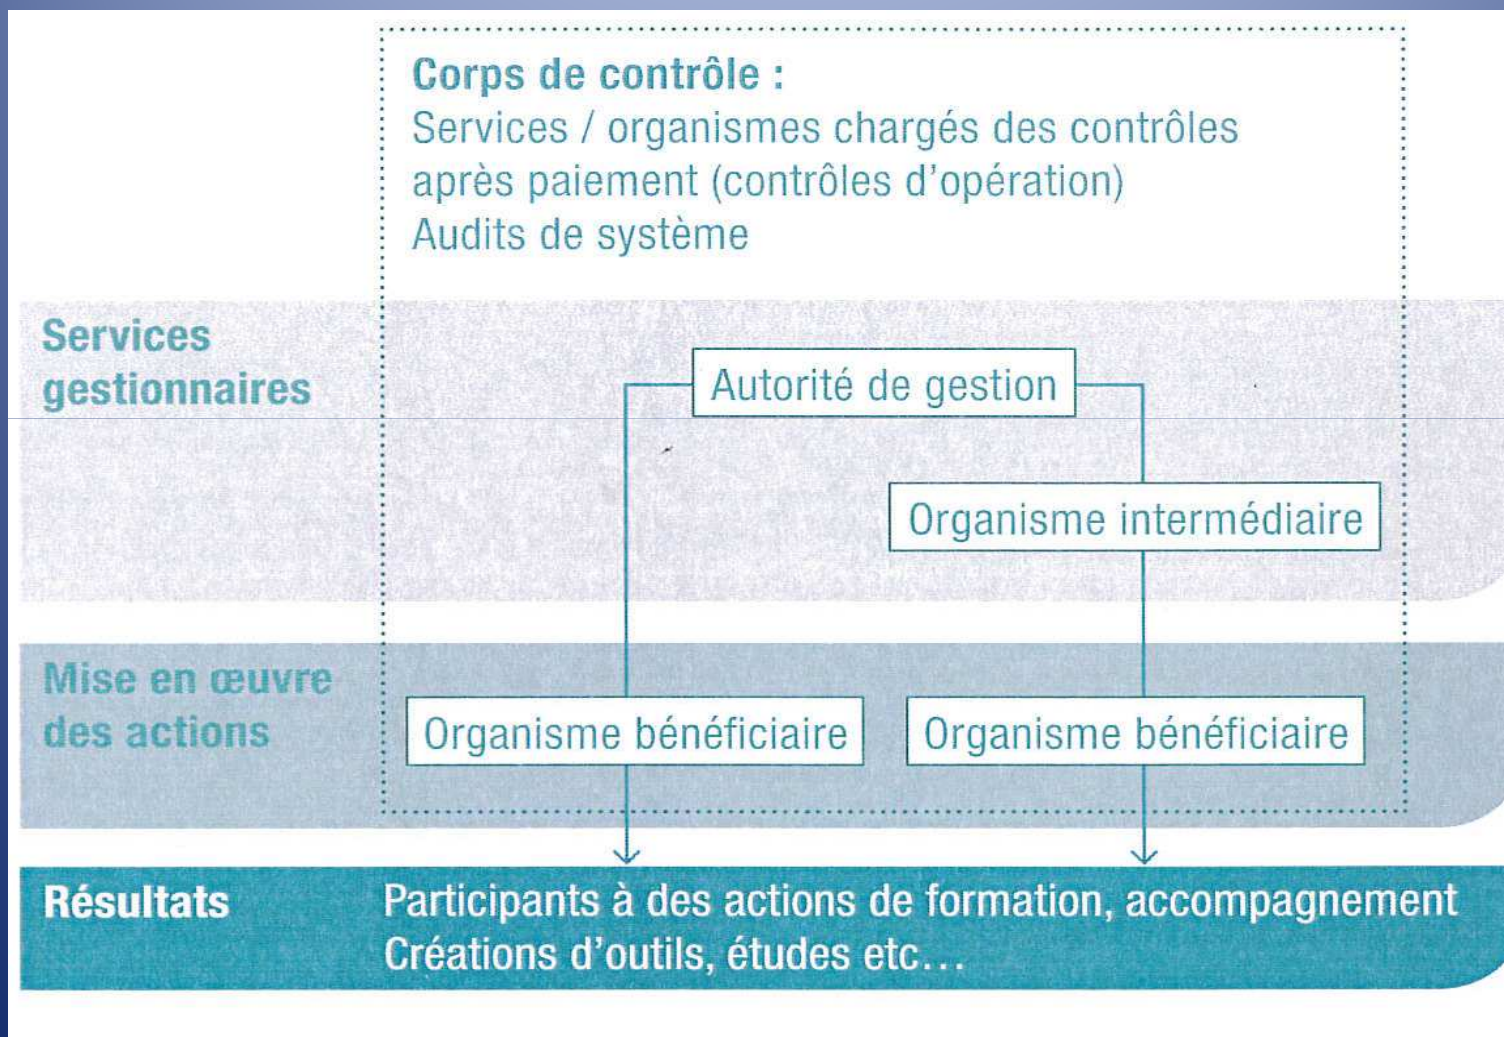 Corps de contrôle :
Services / organismes chargés des contrôles
après paiement (contrôles d'opération)
Audits de système
Services
gestionnaires
Autorité de gestion
Organisme intermédiaire
Mise en œuvre
des actions
Organisme bénéficiaire
Organisme bénéficiaire
Résultats
Participants à des actions de formation, accompagnement
Créations d'outils, études etc...